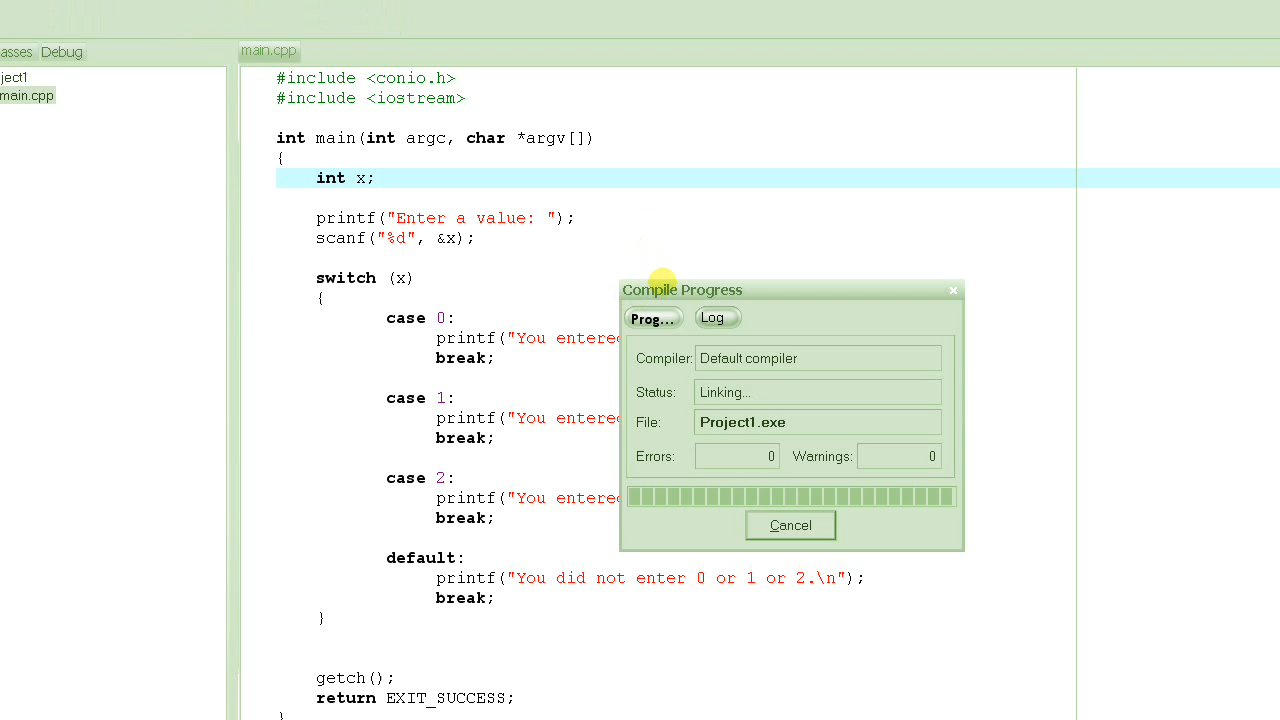 asses Debug
main.cpp
ject1
main.cpp
#include <conio.h>
#include <iostream>
int main(int argc, char *argv[])
{
int x;
printf("Enter a value: ");
scanf("%d", &x);
switch (x)
{
case 0:
printf("You entered
break;
case 1:
printf("You entered
break;
case 2:
printf("You entered
break;
default:
printf("You did not enter 0 or 1 or 2.\n");
break;
}
getch();
return EXIT_SUCCESS;
}
Compile Progress
Prog... Log
Compiler: Default compiler
Status: Linking...
File: Project1.exe
Errors: 0 Warnings: 0
Cancel